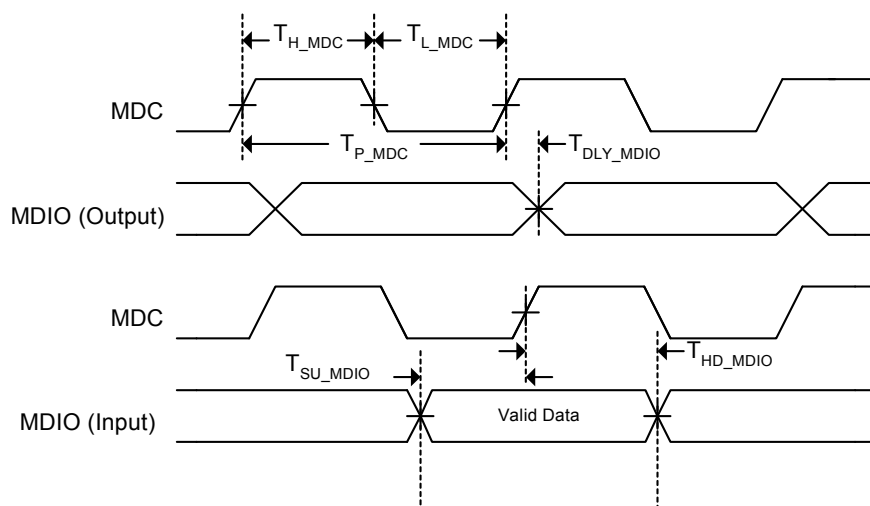 T_H_MDC T_L_MDC
MDC
T_P_MDC T_DLY_MDIO
MDIO (Output)
MDC
T_SU_MDIO T_HD_MDIO
MDIO (Input) Valid Data